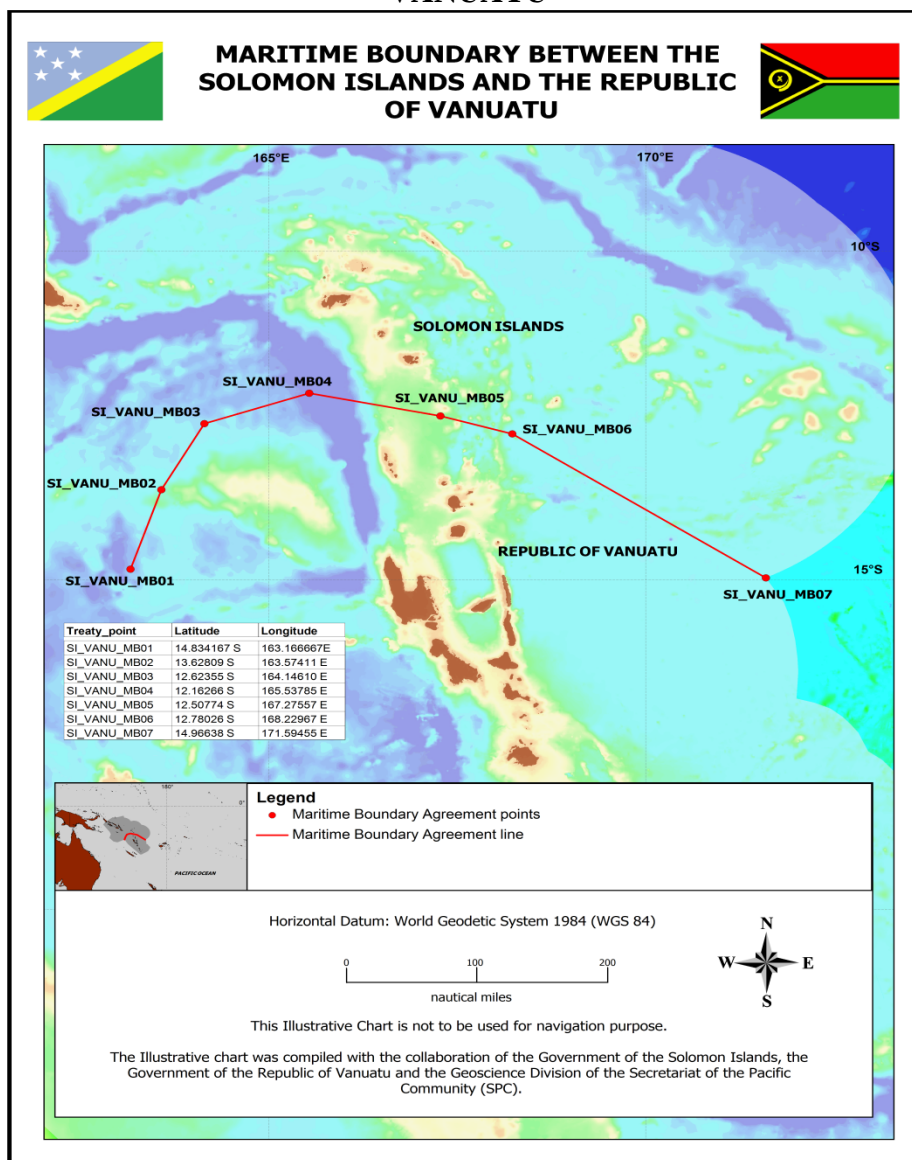 VANUATU
MARITIME BOUNDARY BETWEEN THE
SOLOMON ISLANDS AND THE REPUBLIC
OF VANUATU
165°E
170°E
10°S
SOLOMON ISLANDS
SI_VANU_MB04
SI_VANU_MB05
SI_VANU_MB03
SI_VANU_MB06
SI_VANU_MB02
REPUBLIC OF VANUATU
15°S
SI_VANU_MB01
SI_VANU_MB07
Treaty_point Latitude Longitude
SI_VANU_MB01 14.834167 S 163.166667E
SI_VANU_MB02 13.62809 S 163.57411 E
SI_VANU_MB03 12.62355 S 164.14610 E
SI_VANU_MB04 12.16266 S 165.53785 E
SI_VANU_MB05 12.50774 S 167.27557 E
SI_VANU_MB06 12.78026 S 168.22967 E
SI_VANU_MB07 14.96638 S 171.59455 E
180°
0°
PACIFIC OCEAN
Legend
Maritime Boundary Agreement points
Maritime Boundary Agreement line
Horizontal Datum: World Geodetic System 1984 (WGS 84)
0 100 200
nautical miles
N
W E
S
This Illustrative Chart is not to be used for navigation purpose.
The Illustrative chart was compiled with the collaboration of the Government of the Solomon Islands, the
Government of the Republic of Vanuatu and the Geoscience Division of the Secretariat of the Pacific
Community (SPC).